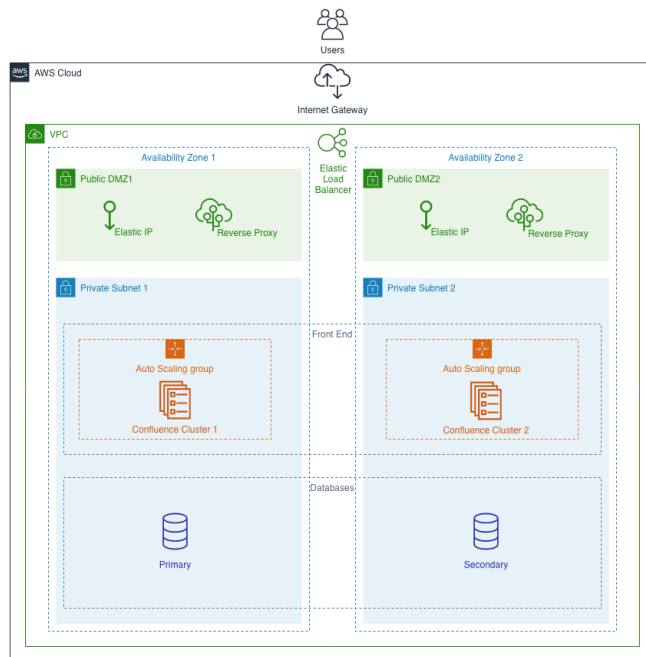 Users
aws
AWS Cloud
Internet Gateway
VPC
Elastic
Load
Balancer
Availability Zone 1
Availability Zone 2
Public DMZ1
Public DMZ2
Elastic IP
Reverse Proxy
Elastic IP
Reverse Proxy
Private Subnet 1
Private Subnet 2
Front End
Auto Scaling group
Auto Scaling group
Confluence Cluster 1
Confluence Cluster 2
Databases
Primary
Secondary